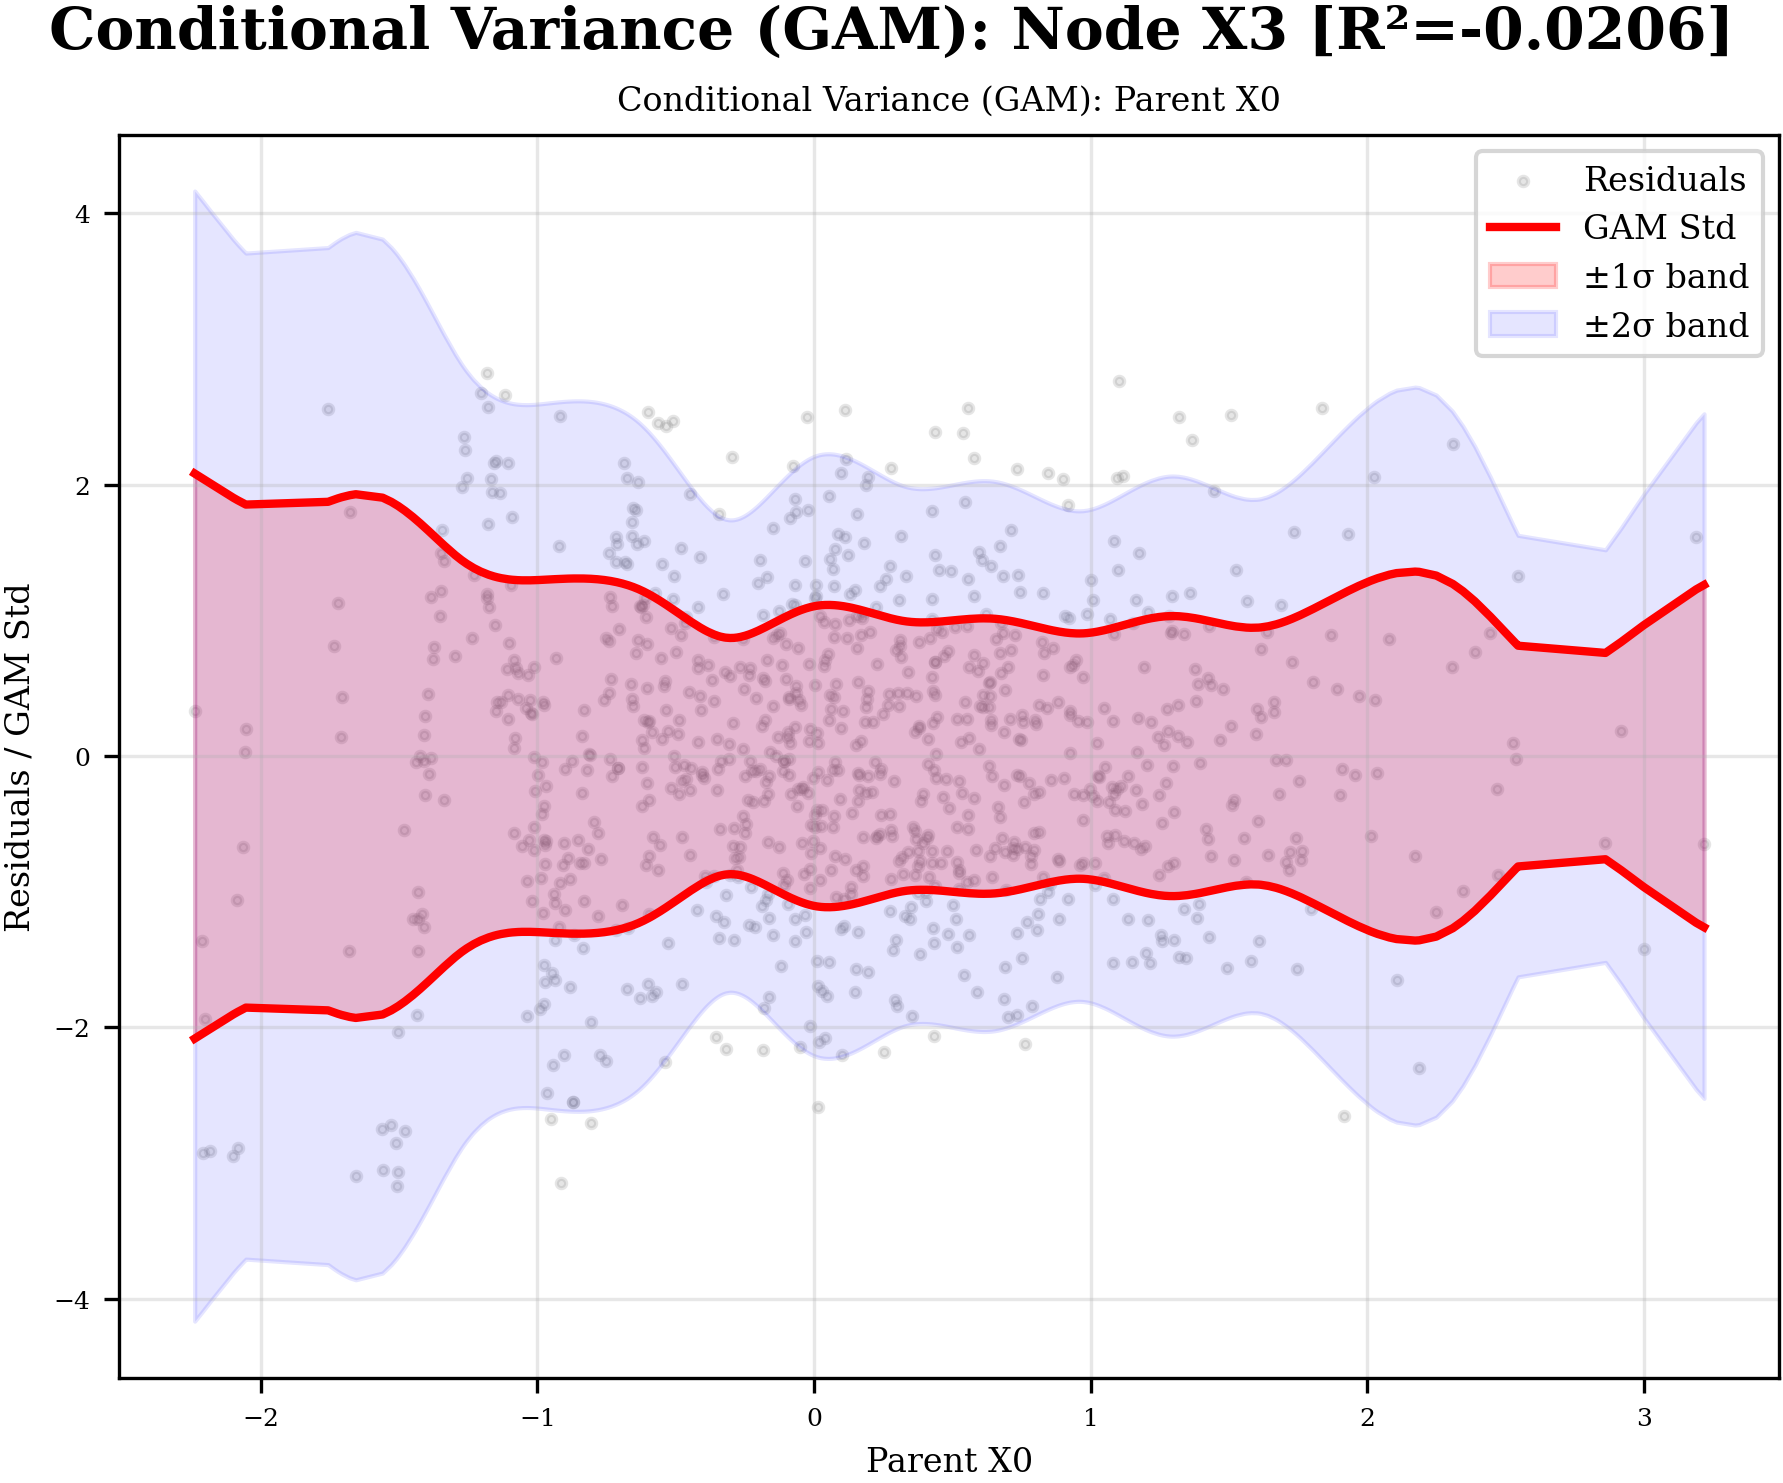 Conditional Variance (GAM): Node X3 [R²=-0.0206]
Conditional Variance (GAM): Parent X0
Residuals
GAM Std
±1σ band
±2σ band
4
2
0
−2
−4
Residuals / GAM Std
−2
−1
0
1
2
3
Parent X0